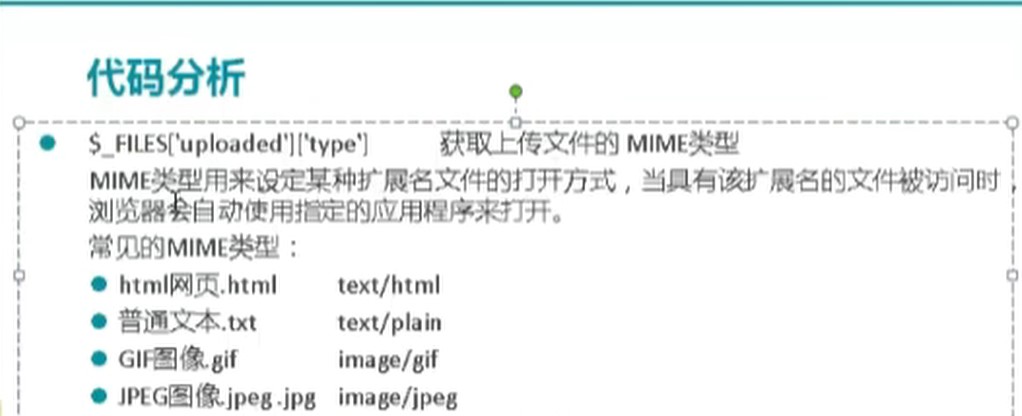 代码分析
$_FILES['uploaded']['type'] 获取上传文件的 MIME类型
MIME类型用来设定某种扩展名文件的打开方式，当具有该扩展名的文件被访问时，
浏览器会自动使用指定的应用程序来打开。
常见的MIME类型：
html网页.html text/html
普通文本.txt text/plain
GIF图像.gif image/gif
JPEG图像.jpeg .jpg image/jpeg